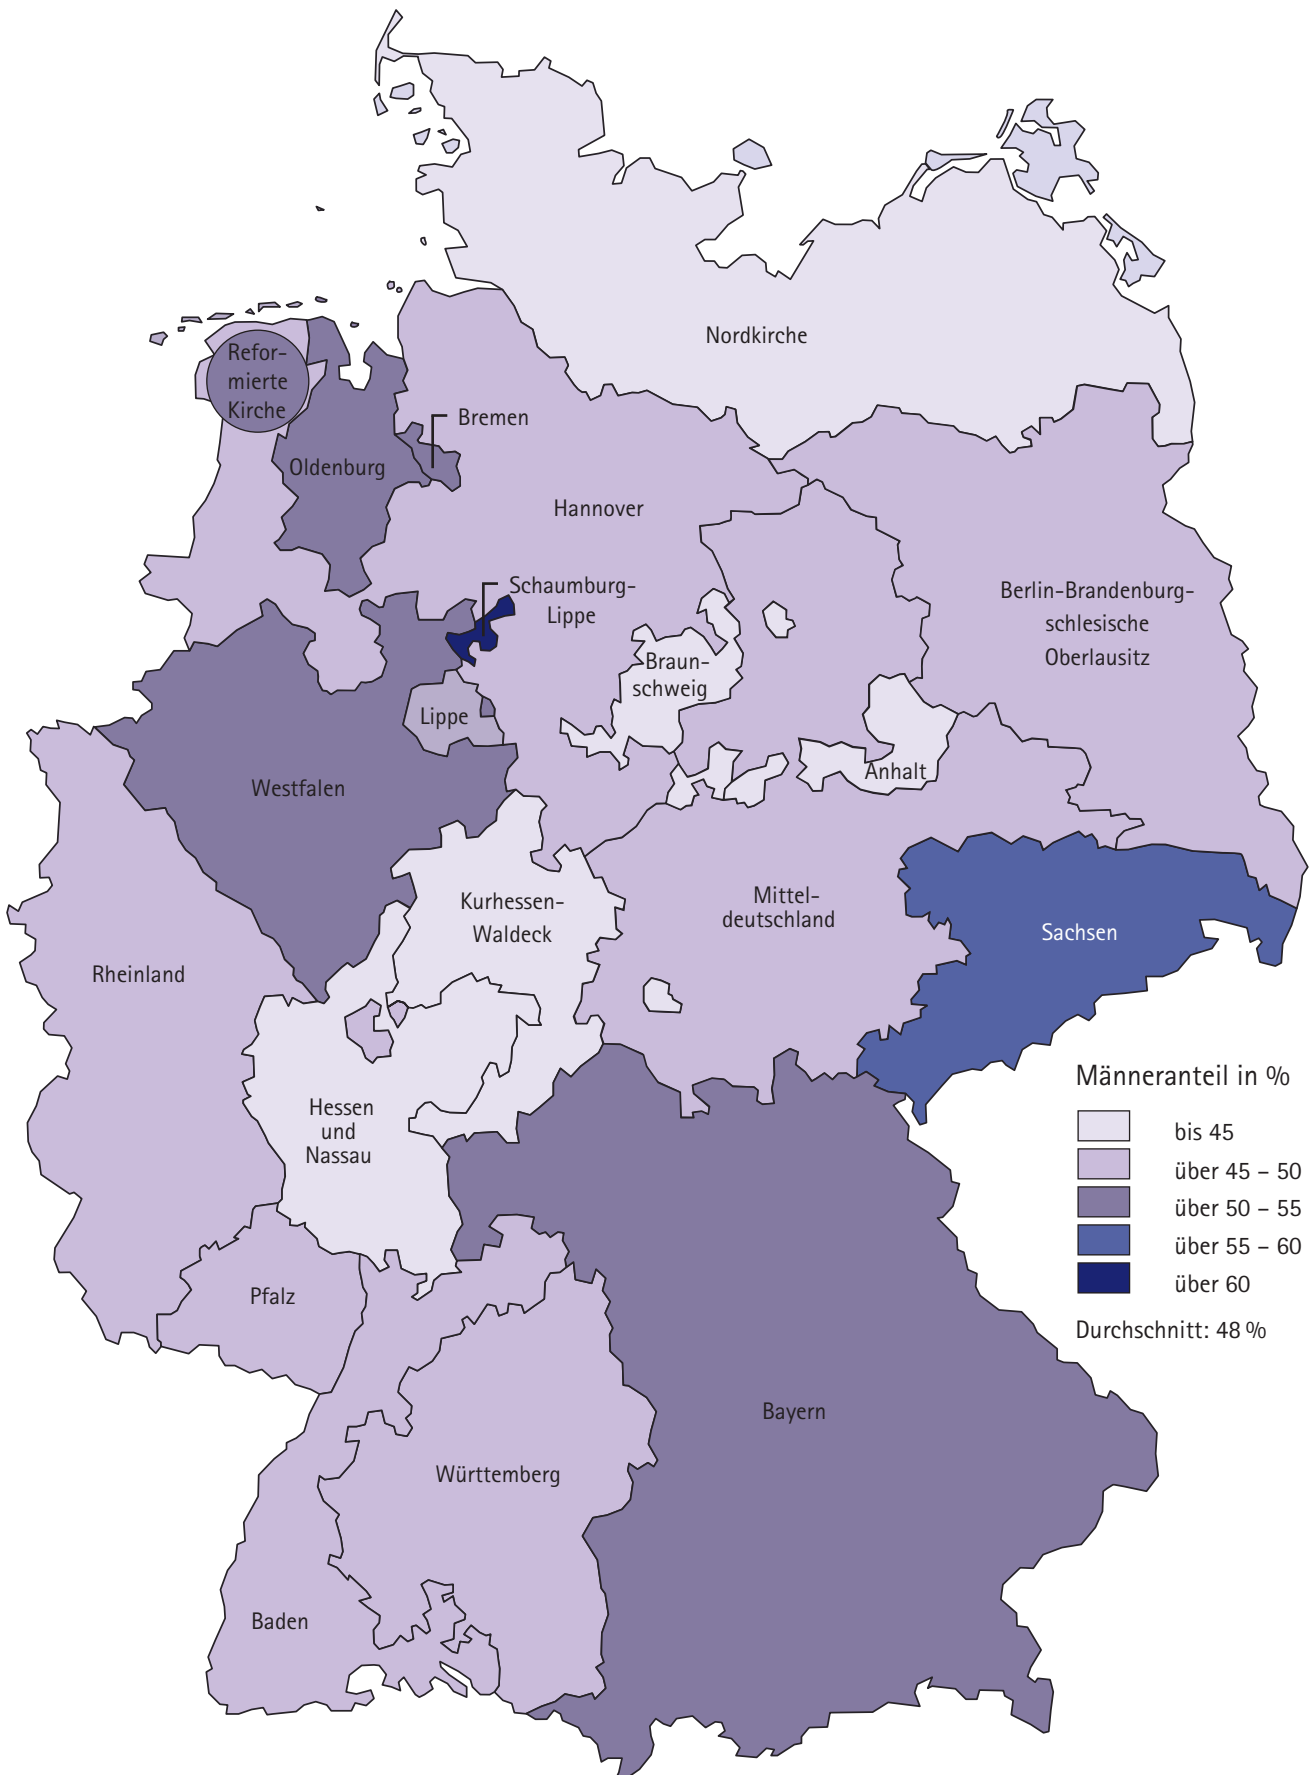 Nordkirche
Refor-
mierte
Kirche
Bremen
Oldenburg
Hannover
Schaumburg-
Lippe
Berlin-Brandenburg-
schlesische
Oberlausitz
Braun-
schweig
Lippe
Anhalt
Westfalen
Kurhessen-
Waldeck
Mittel-
deutschland
Sachsen
Rheinland
Hessen
und
Nassau
Pfalz
Bayern
Württemberg
Baden
Männeranteil in %
bis 45
über 45 – 50
über 50 – 55
über 55 – 60
über 60
Durchschnitt: 48 %